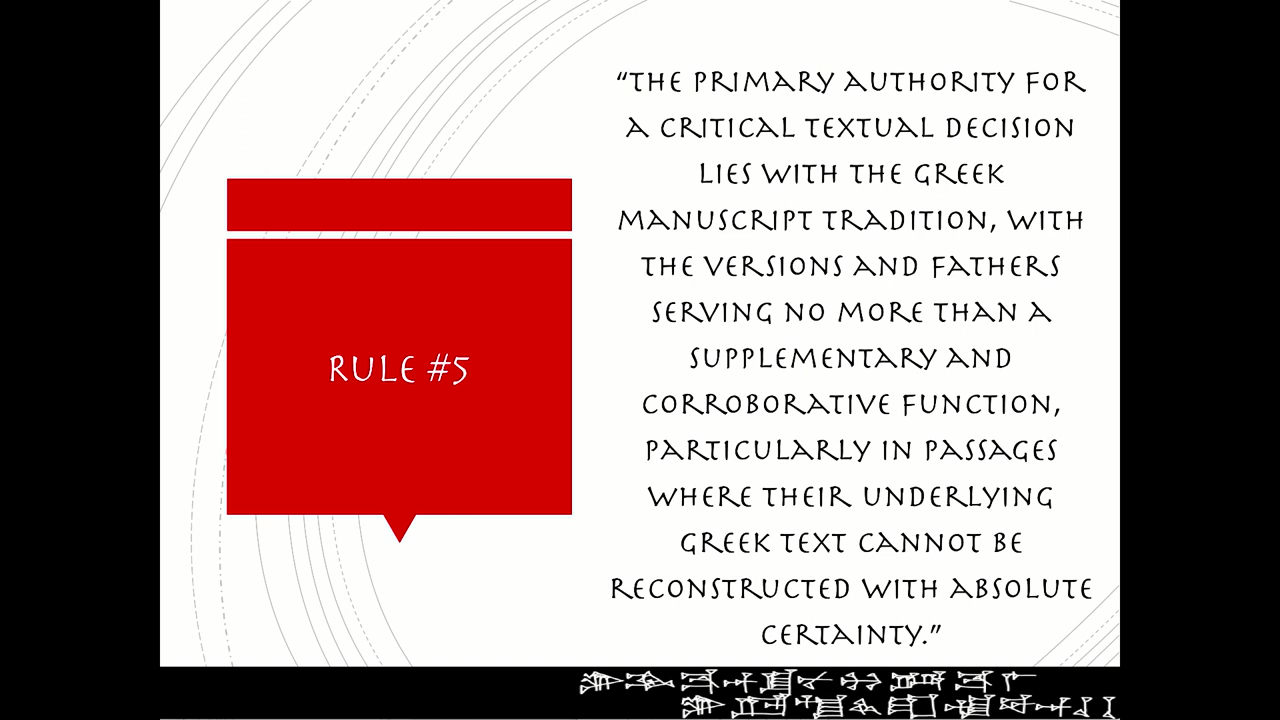 RULE #5
“THE PRIMARY AUTHORITY FOR
A CRITICAL TEXTUAL DECISION
LIES WITH THE GREEK
MANUSCRIPT TRADITION, WITH
THE VERSIONS AND FATHERS
SERVING NO MORE THAN A
SUPPLEMENTARY AND
CORROBORATIVE FUNCTION,
PARTICULARLY IN PASSAGES
WHERE THEIR UNDERLYING
GREEK TEXT CANNOT BE
RECONSTRUCTED WITH ABSOLUTE
CERTAINTY.”